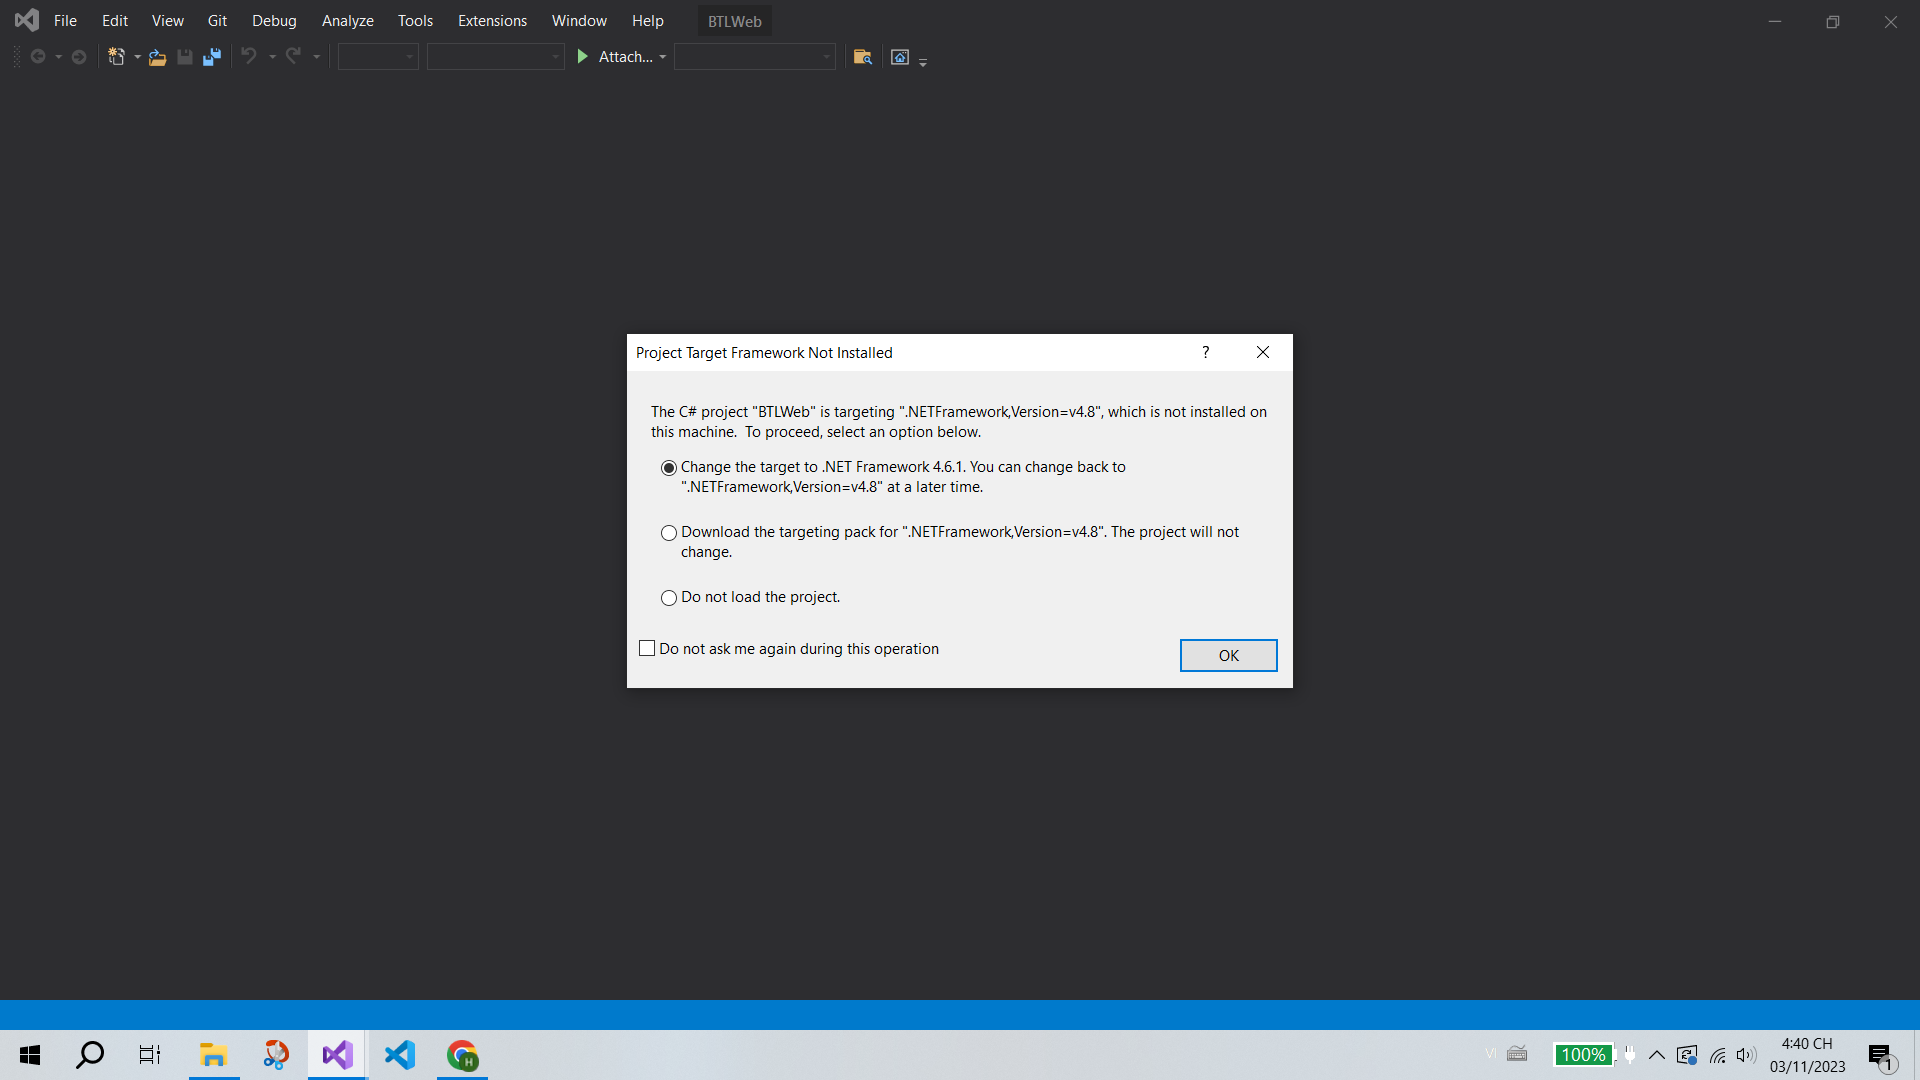 File Edit View Git Debug Analyze Tools Extensions Window Help BTLWeb
Attach...
Project Target Framework Not Installed
?
The C# project "BTLWeb" is targeting ".NETFramework,Version=v4.8", which is not installed on
this machine.  To proceed, select an option below.
Change the target to .NET Framework 4.6.1. You can change back to
".NETFramework,Version=v4.8" at a later time.
Download the targeting pack for ".NETFramework,Version=v4.8". The project will not
change.
Do not load the project.
Do not ask me again during this operation
OK
H
VI
100%
4:40 CH
03/11/2023
1